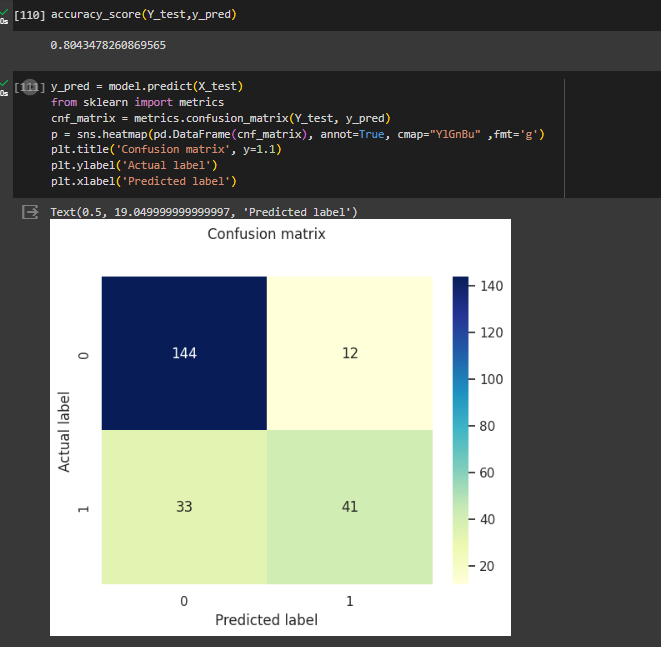 [110] accuracy_score(Y_test,y_pred)
0s
0.8043478260869565
[111] y_pred = model.predict(X_test)
0s
from sklearn import metrics
cnf_matrix = metrics.confusion_matrix(Y_test, y_pred)
p = sns.heatmap(pd.DataFrame(cnf_matrix), annot=True, cmap="YlGnBu" ,fmt='g')
plt.title('Confusion matrix', y=1.1)
plt.ylabel('Actual label')
plt.xlabel('Predicted label')
Text(0.5, 19.049999999999997, 'Predicted label')
Confusion matrix
140
120
100
80
60
40
20
144 12
33 41
0
1
Actual label
0 1
Predicted label